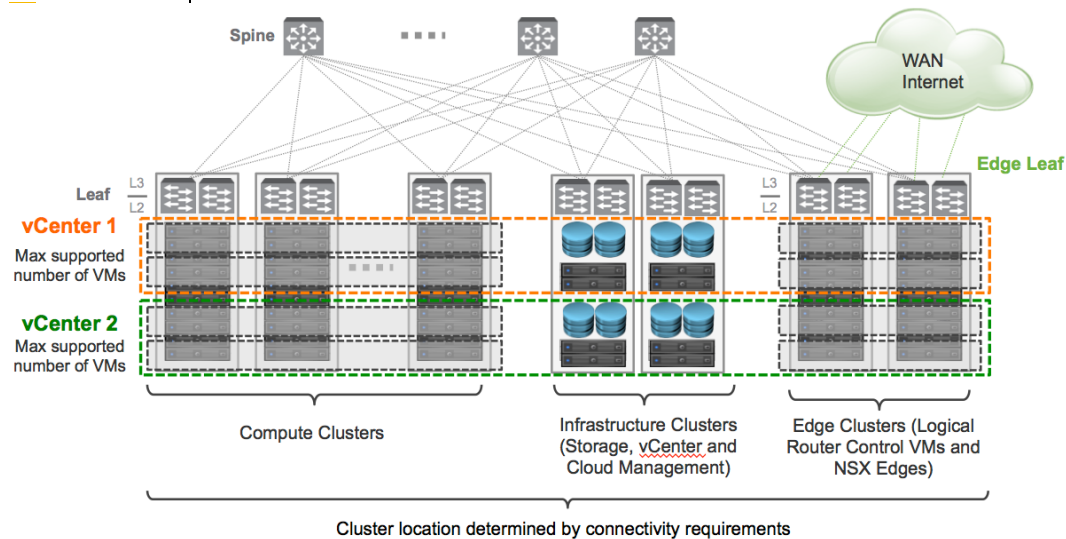 Spine
WAN
Internet
Edge Leaf
Leaf
L3
L2
L3
L2
vCenter 1
Max supported
number of VMs
vCenter 2
Max supported
number of VMs
Compute Clusters
Infrastructure Clusters
(Storage, vCenter and
Cloud Management)
Edge Clusters (Logical
Router Control VMs and
NSX Edges)
Cluster location determined by connectivity requirements